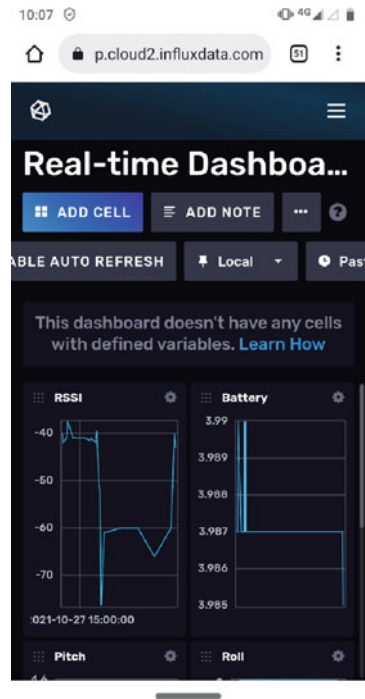 10:07 4G
p.cloud2.influxdata.com 51
Real-time Dashboa...
ADD CELL ADD NOTE ... ?
ABLE AUTO REFRESH Local Pas
This dashboard doesn't have any cells
with defined variables. Learn How
RSSI Battery
3.99
-40
3.989
-50
3.988
-60
3.987
3.986
-70
3.985
:021-10-27 15:00:00
Pitch Roll